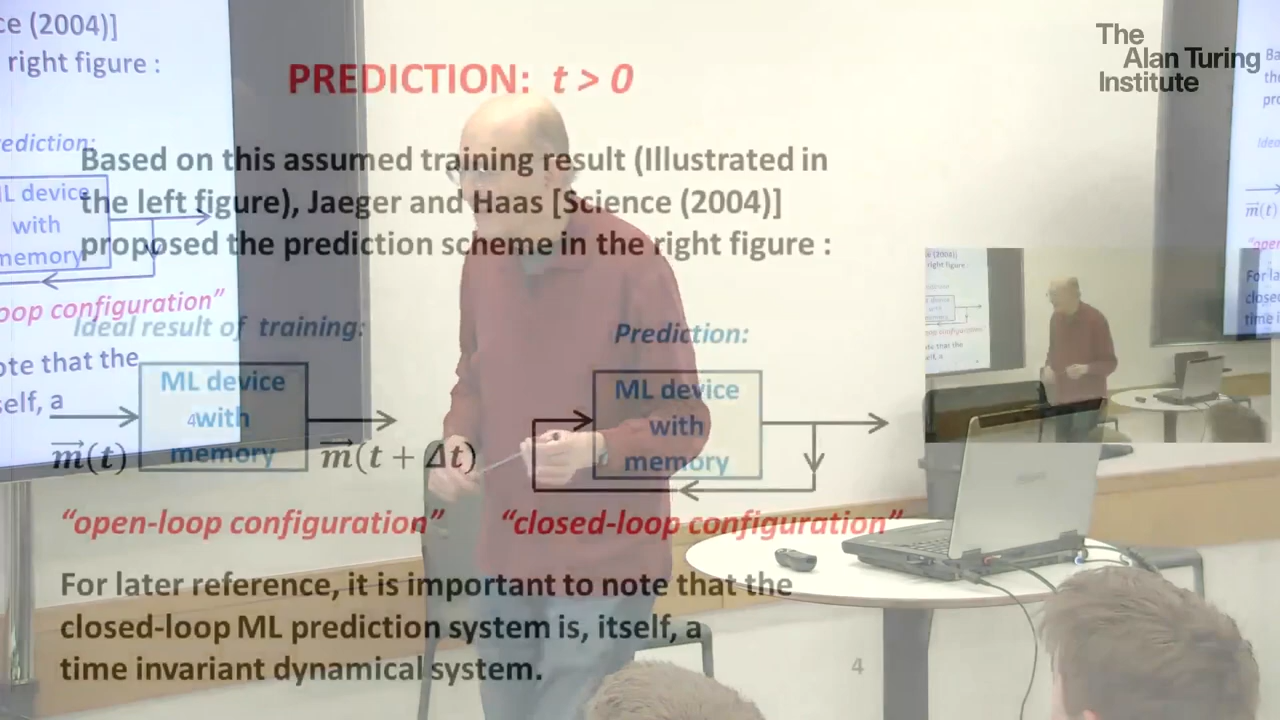 The
Alan Turing
Institute
PREDICTION: t > 0
Based on this assumed training result (Illustrated in
the left figure), Jaeger and Haas [Science (2004)]
proposed the prediction scheme in the right figure :
Ideal result of training:
Prediction:
ML device
with
memory
ML device
with
memory
m⃗(t)
m⃗(t + Δt)
"open-loop configuration"
"closed-loop configuration"
For later reference, it is important to note that the
closed-loop ML prediction system is, itself, a
time invariant dynamical system.
4
ce (2004)]
right figure :
ediction:
L device
with
memory
oop configuration"
ote that the
self, a
4
m⃗(t)